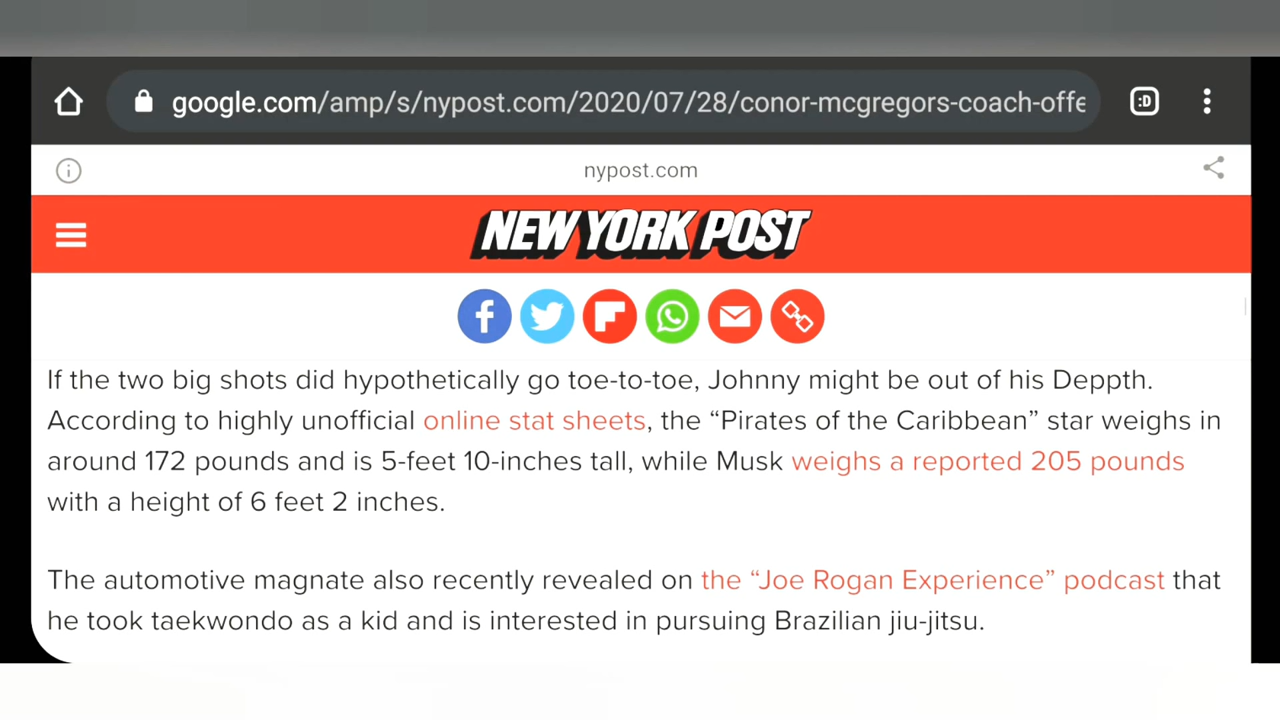 google.com/amp/s/nypost.com/2020/07/28/conor-mcgregors-coach-offe
:D
nypost.com
NEW YORK POST
If the two big shots did hypothetically go toe-to-toe, Johnny might be out of his Deppth.
According to highly unofficial online stat sheets, the “Pirates of the Caribbean” star weighs in
around 172 pounds and is 5-feet 10-inches tall, while Musk weighs a reported 205 pounds
with a height of 6 feet 2 inches.
The automotive magnate also recently revealed on the “Joe Rogan Experience” podcast that
he took taekwondo as a kid and is interested in pursuing Brazilian jiu-jitsu.